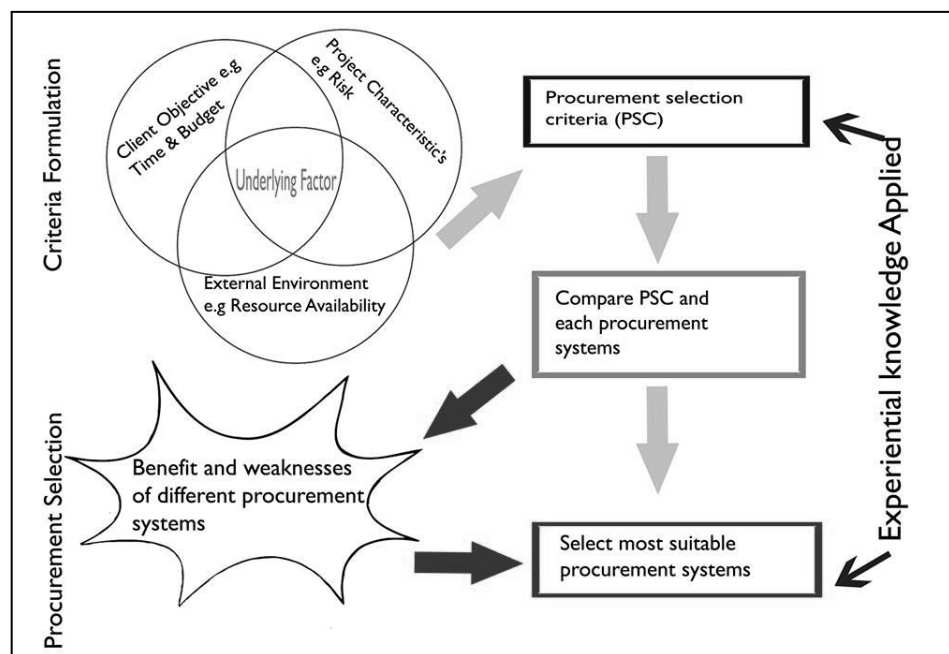 Criteria Formulation
Client Objective e.g
Time & Budget
Project Characteristic's
e.g Risk
Underlying Factor
External Environment
e.g Resource Availability
Procurement selection
criteria (PSC)
Compare PSC and
each procurement
systems
Experiential knowledge Applied
Procurement Selection
Benefit and weaknesses
of different procurement
systems
Select most suitable
procurement systems